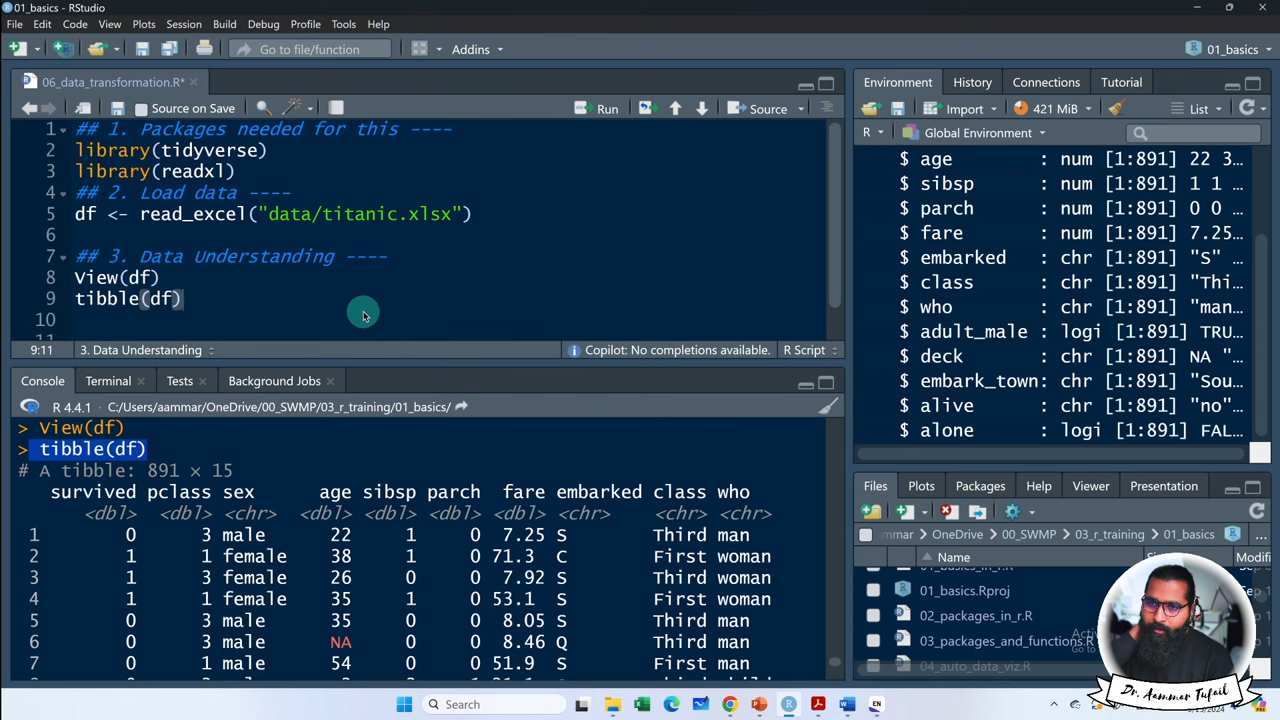 01_basics - RStudio
File Edit Code View Plots Session Build Debug Profile Tools Help
Go to file/function Addins 01_basics
06_data_transformation.R*
Source on Save Run Source
1 ## 1. Packages needed for this ----
2 library(tidyverse)
3 library(readxl)
4 ## 2. Load data ----
5 df <- read_excel("data/titanic.xlsx")
6
7 ## 3. Data Understanding ----
8 View(df)
9 tibble(df)
10
11
9:11 3. Data Understanding Copilot: No completions available. R Script
Console Terminal Tests Background Jobs
R 4.4.1 · C:/Users/aammar/OneDrive/00_SWMP/03_r_training/01_basics/
> View(df)
> tibble(df)
# A tibble: 891 × 15
survived pclass sex age sibsp parch fare embarked class who
<dbl> <dbl> <chr> <dbl> <dbl> <dbl> <dbl> <chr> <chr> <chr>
1 0 3 male 22 1 0 7.25 S Third man
2 1 1 female 38 1 0 71.3 C First woman
3 1 3 female 26 0 0 7.92 S Third woman
4 1 1 female 35 1 0 53.1 S First woman
5 0 3 male 35 0 0 8.05 S Third man
6 0 3 male NA 0 0 8.46 Q Third man
7 0 1 male 54 0 0 51.9 S First man
Environment History Connections Tutorial
Import 421 MiB List
R Global Environment
$ age : num [1:891] 22 3…
$ sibsp : num [1:891] 1 1 …
$ parch : num [1:891] 0 0 …
$ fare : num [1:891] 7.25…
$ embarked : chr [1:891] "S" …
$ class : chr [1:891] "Thi…
$ who : chr [1:891] "man…
$ adult_male : logi [1:891] TRU…
$ deck : chr [1:891] NA "…
$ embark_town: chr [1:891] "Sou…
$ alive : chr [1:891] "no"…
$ alone : logi [1:891] FAL…
Files Plots Packages Help Viewer Presentation
ammar OneDrive 00_SWMP 03_r_training 01_basics ...
Name Modifi
01_basics_in_r.R
01_basics.Rproj
02_packages_in_r.R
03_packages_and_functions.R
04_auto_data_viz.R
Dr. Aammar Tufail
Search